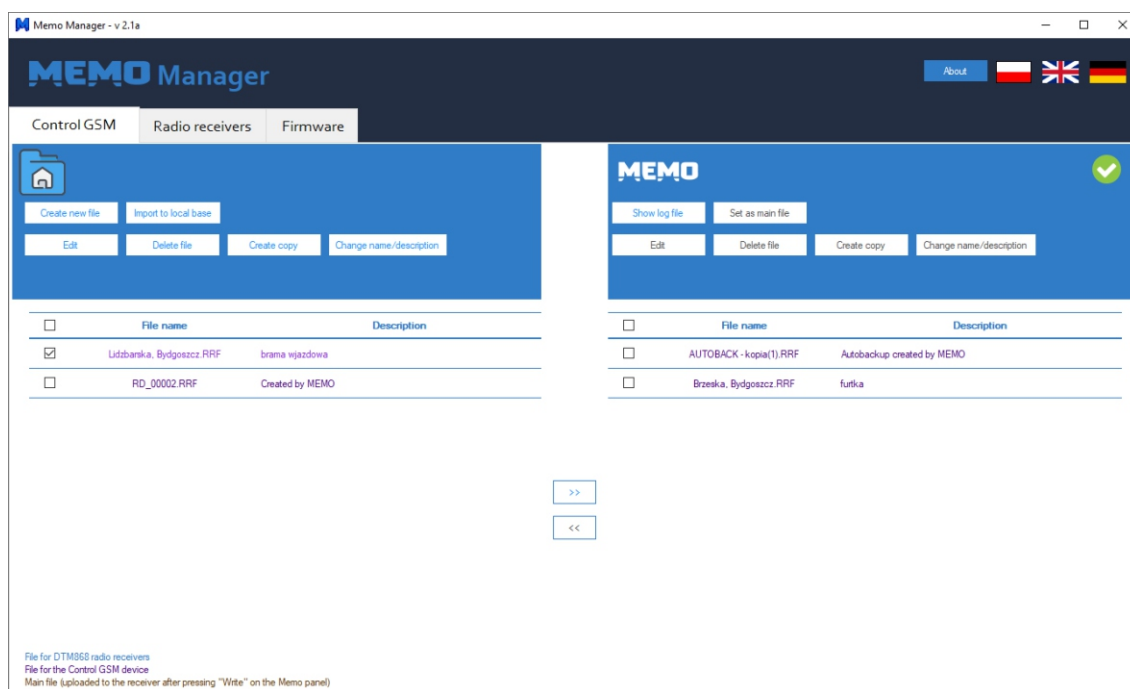 Memo Manager - v 2.1a
MEMO Manager
About
Control GSM Radio receivers Firmware
Create new file Import to local base
Edit Delete file Create copy Change name/description
File name Description
Lidzbarska, Bydgoszcz.RRF brama wjazdowa
RD_00002.RRF Created by MEMO
MEMO
Show log file Set as main file
Edit Delete file Create copy Change name/description
File name Description
AUTOBACK - kopia(1).RRF Autobackup created by MEMO
Brzeska, Bydgoszcz.RRF furtka
>>
<<
File for DTM868 radio receivers
File for the Control GSM device
Main file (uploaded to the receiver after pressing "Write" on the Memo panel)